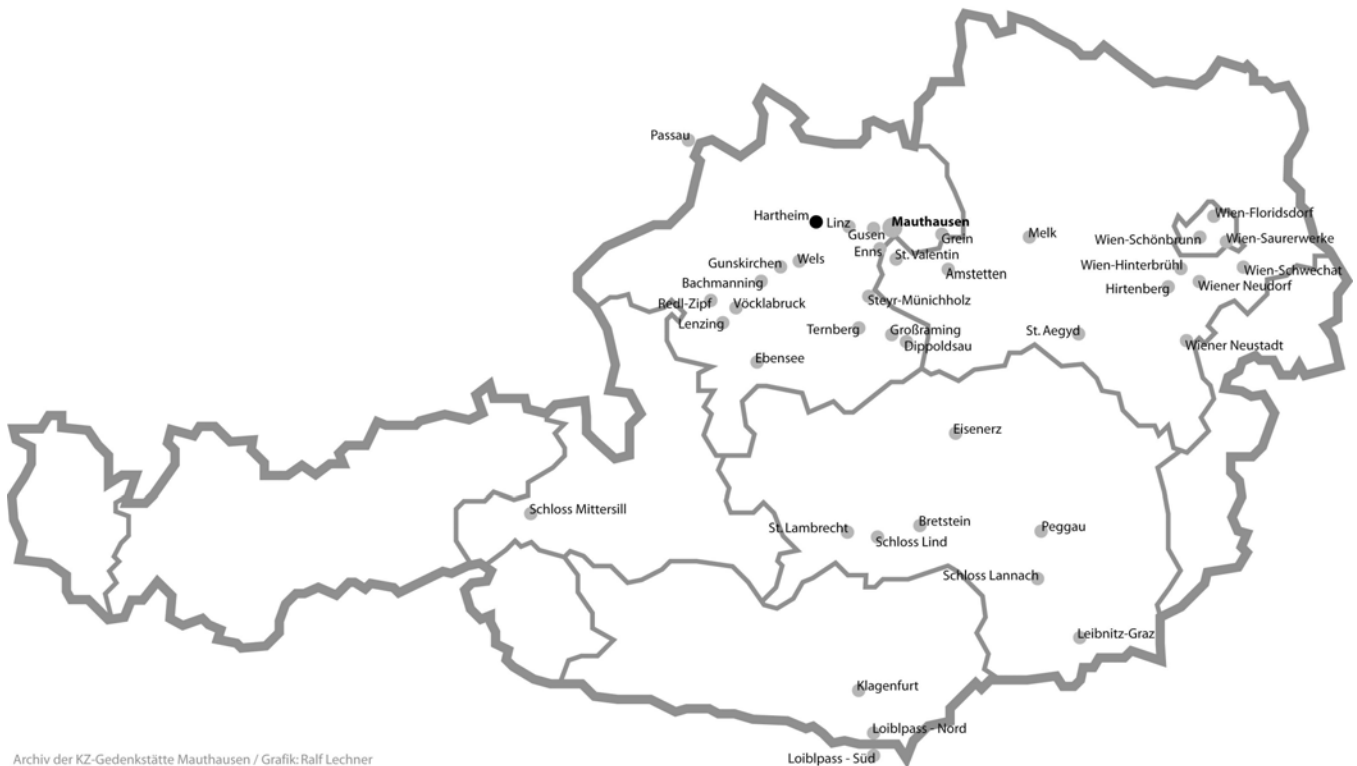 Passau
Hartheim
Linz
Mauthausen
Gusen
Grein
Enns
St. Valentin
Melk
Wien-Floridsdorf
Wien-Schönbrunn
Wien-Saurerwerke
Gunskirchen
Wels
Amstetten
Wien-Hinterbrühl
Wien-Schwechat
Bachmanning
Hirtenberg
Wiener Neudorf
Redl-Zipf
Vöcklabruck
Steyr-Münichholz
Lenzing
Ternberg
Großraming
St. Aegyd
Dippoldsau
Wiener Neustadt
Ebensee
Eisenerz
Schloss Mittersill
St. Lambrecht
Bretstein
Peggau
Schloss Lind
Schloss Lannach
Leibnitz-Graz
Klagenfurt
Loiblpass - Nord
Loiblpass - Süd
Archiv der KZ-Gedenkstätte Mauthausen / Grafik: Ralf Lechner